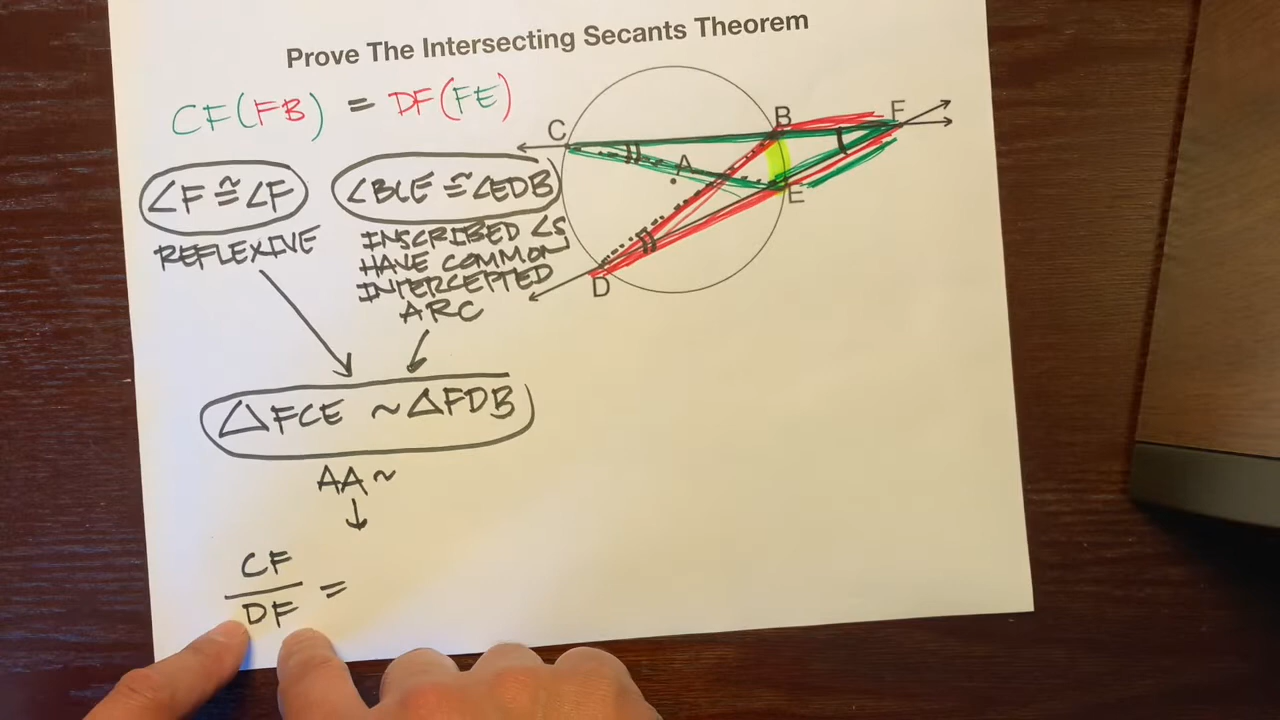 Prove The Intersecting Secants Theorem
CF(FB) = DF(FE)
C
B
F
A
E
D
∠F ≅ ∠F
REFLEXIVE
∠BCE ≅ ∠EDB
INSCRIBED ∠S
HAVE COMMON
INTERCEPTED
ARC
△FCE ~ △FDB
AA ~
CF
DF
=